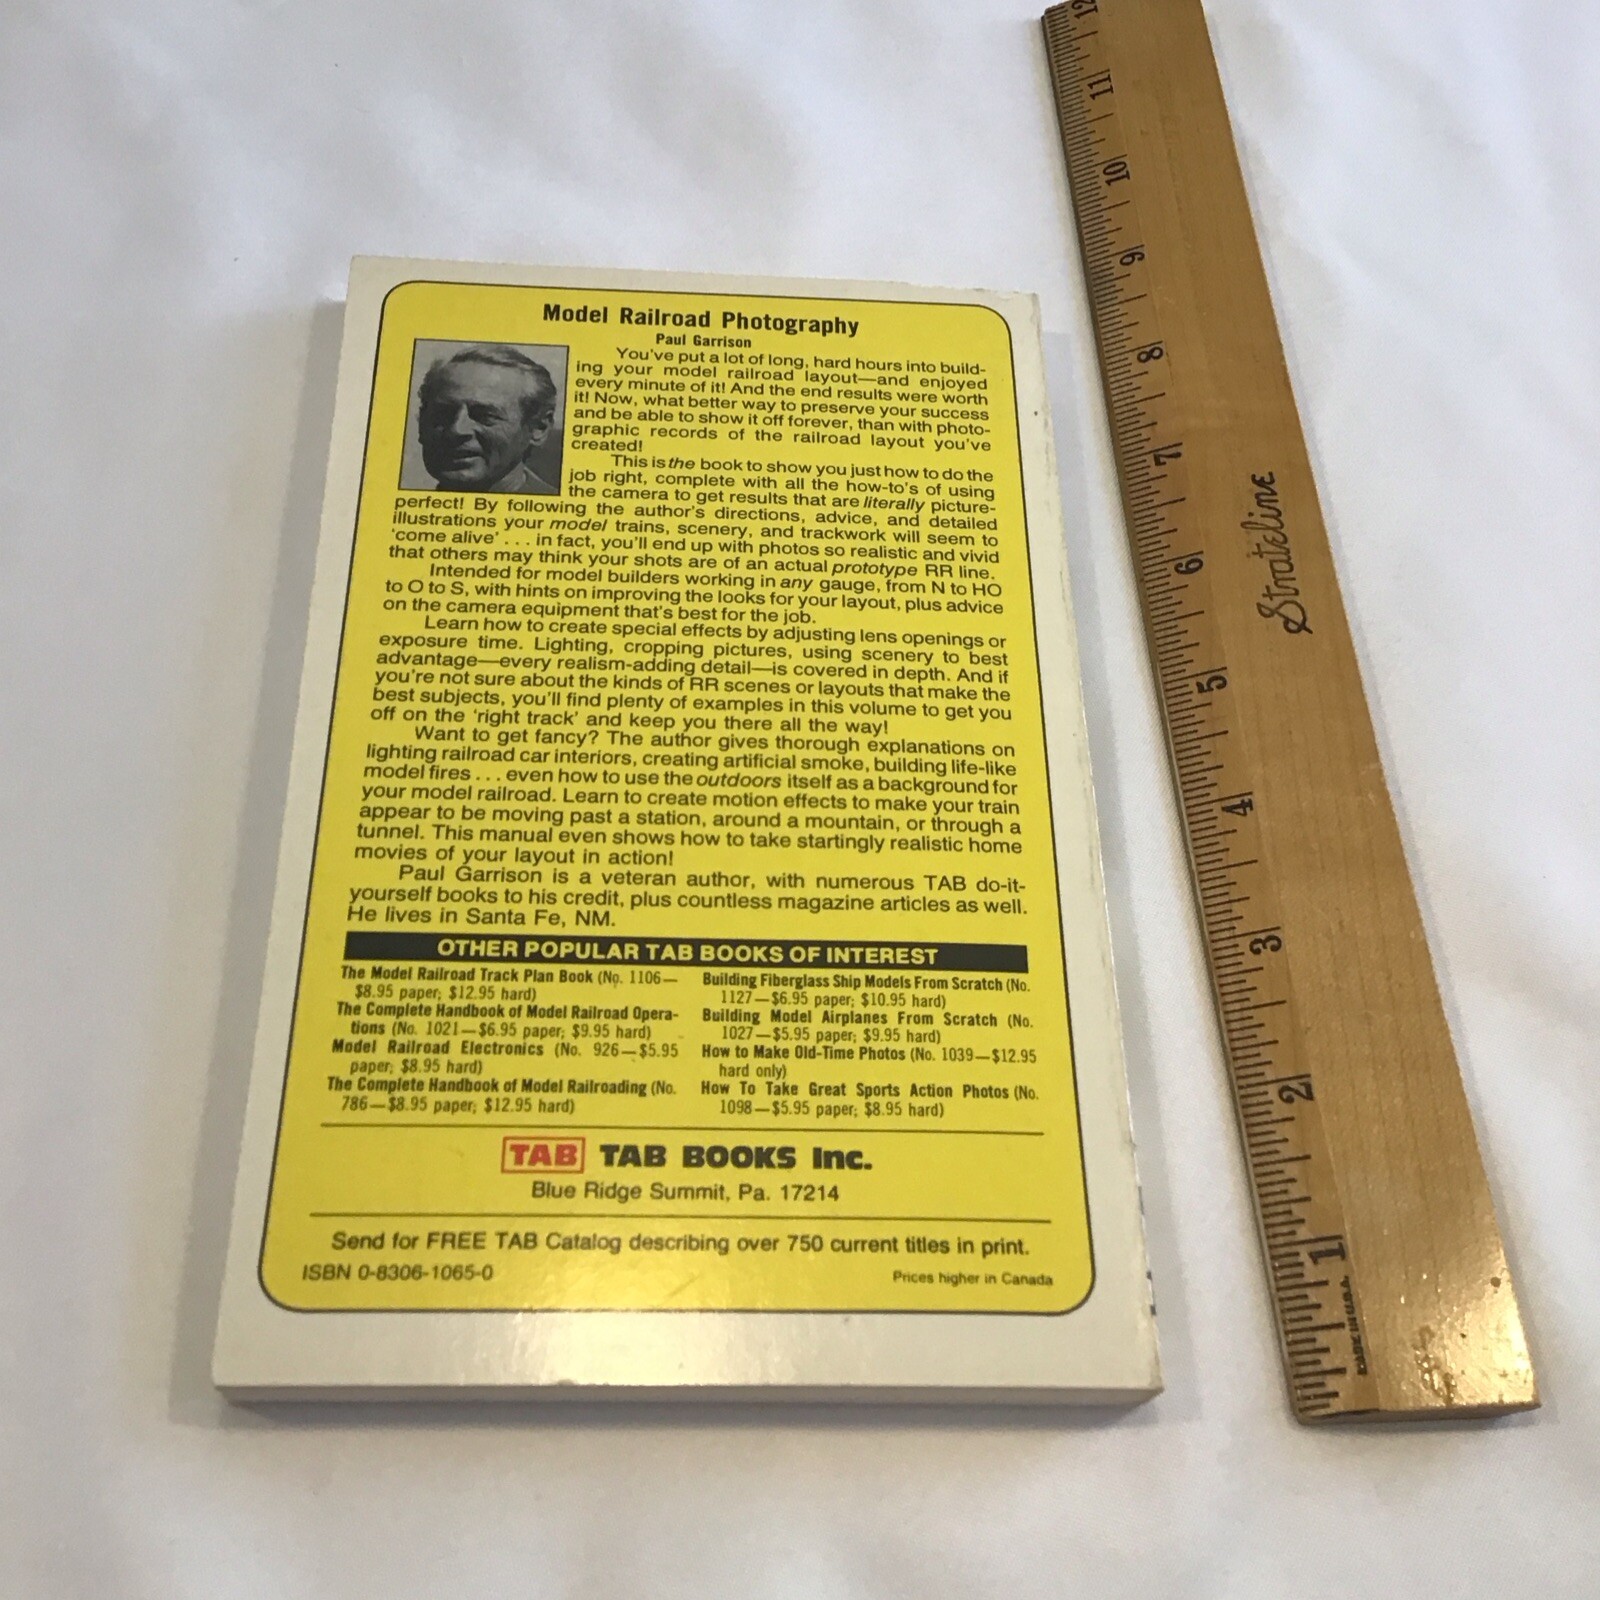 Model Railroad Photography
Paul Garrison
You've put a lot of long, hard hours into build-
ing your model railroad layout—and enjoyed
every minute of it! And the end results were worth
it! Now, what better way to preserve your success
and be able to show it off forever, than with photo-
graphic records of the railroad layout you've
created!
This is the book to show you just how to do the
job right, complete with all the how-to's of using
the camera to get results that are literally picture-
perfect! By following the author's directions, advice, and detailed
illustrations your model trains, scenery, and trackwork will seem to
'come alive' . . . in fact, you'll end up with photos so realistic and vivid
that others may think your shots are of an actual prototype RR line.
Intended for model builders working in any gauge, from N to HO
to O to S, with hints on improving the looks for your layout, plus advice
on the camera equipment that's best for the job.
Learn how to create special effects by adjusting lens openings or
exposure time. Lighting, cropping pictures, using scenery to best
advantage—every realism-adding detail—is covered in depth. And if
you're not sure about the kinds of RR scenes or layouts that make the
best subjects, you'll find plenty of examples in this volume to get you
off on the 'right track' and keep you there all the way!
Want to get fancy? The author gives thorough explanations on
lighting railroad car interiors, creating artificial smoke, building life-like
model fires . . . even how to use the outdoors itself as a background for
your model railroad. Learn to create motion effects to make your train
appear to be moving past a station, around a mountain, or through a
tunnel. This manual even shows how to take startingly realistic home
movies of your layout in action!
Paul Garrison is a veteran author, with numerous TAB do-it-
yourself books to his credit, plus countless magazine articles as well.
He lives in Santa Fe, NM.
OTHER POPULAR TAB BOOKS OF INTEREST
The Model Railroad Track Plan Book (No. 1106—
$8.95 paper; $12.95 hard)
The Complete Handbook of Model Railroad Opera-
tions (No. 1021—$6.95 paper; $9.95 hard)
Model Railroad Electronics (No. 926—$5.95
paper; $8.95 hard)
The Complete Handbook of Model Railroading (No.
786—$8.95 paper; $12.95 hard)
Building Fiberglass Ship Models From Scratch (No.
1127—$6.95 paper; $10.95 hard)
Building Model Airplanes From Scratch (No.
1027—$5.95 paper; $9.95 hard)
How to Make Old-Time Photos (No. 1039—$12.95
hard only)
How To Take Great Sports Action Photos (No.
1098—$5.95 paper; $8.95 hard)
TAB TAB BOOKS Inc.
Blue Ridge Summit, Pa. 17214
Send for FREE TAB Catalog describing over 750 current titles in print.
ISBN 0-8306-1065-0
Prices higher in Canada
1 2 3 4 5 6 7 8 9 10 11 12
Strateline
MADE IN U.S.A.